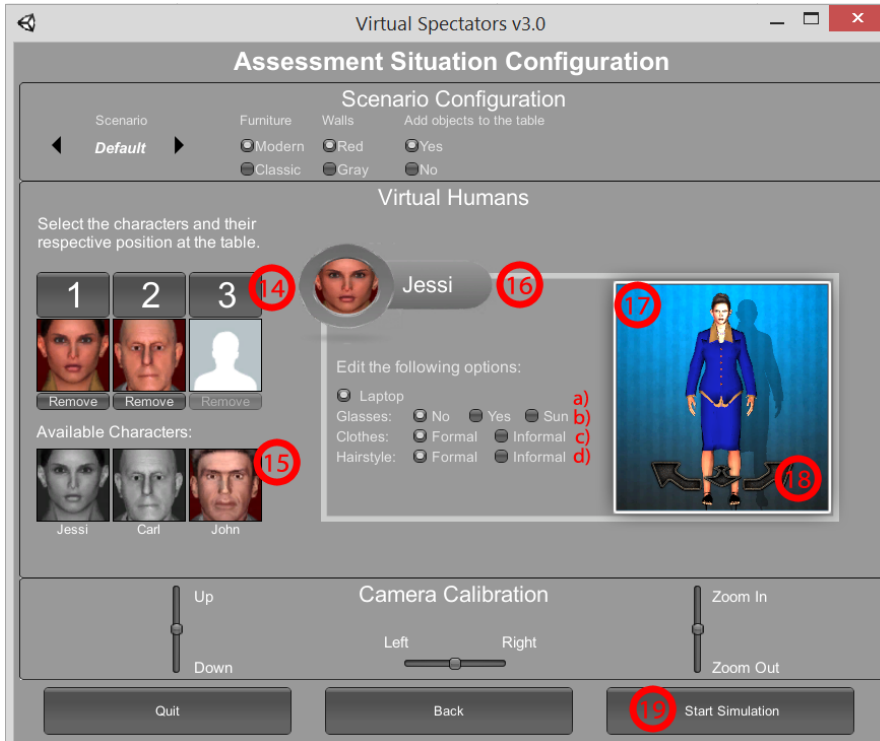 Virtual Spectators v3.0
Assessment Situation Configuration
Scenario Configuration
Scenario Furniture Walls Add objects to the table
Default Modern Red Yes
Classic Gray No
Virtual Humans
Select the characters and their
respective position at the table.
1 2 3 14
Remove Remove Remove
Available Characters:
15
Jessi Carl John
Jessi 16
Edit the following options:
Laptop a)
Glasses: No Yes Sun b)
Clothes: Formal Informal c)
Hairstyle: Formal Informal d)
17
18
Camera Calibration
Up
Down
Left Right
Zoom In
Zoom Out
Quit Back 19 Start Simulation